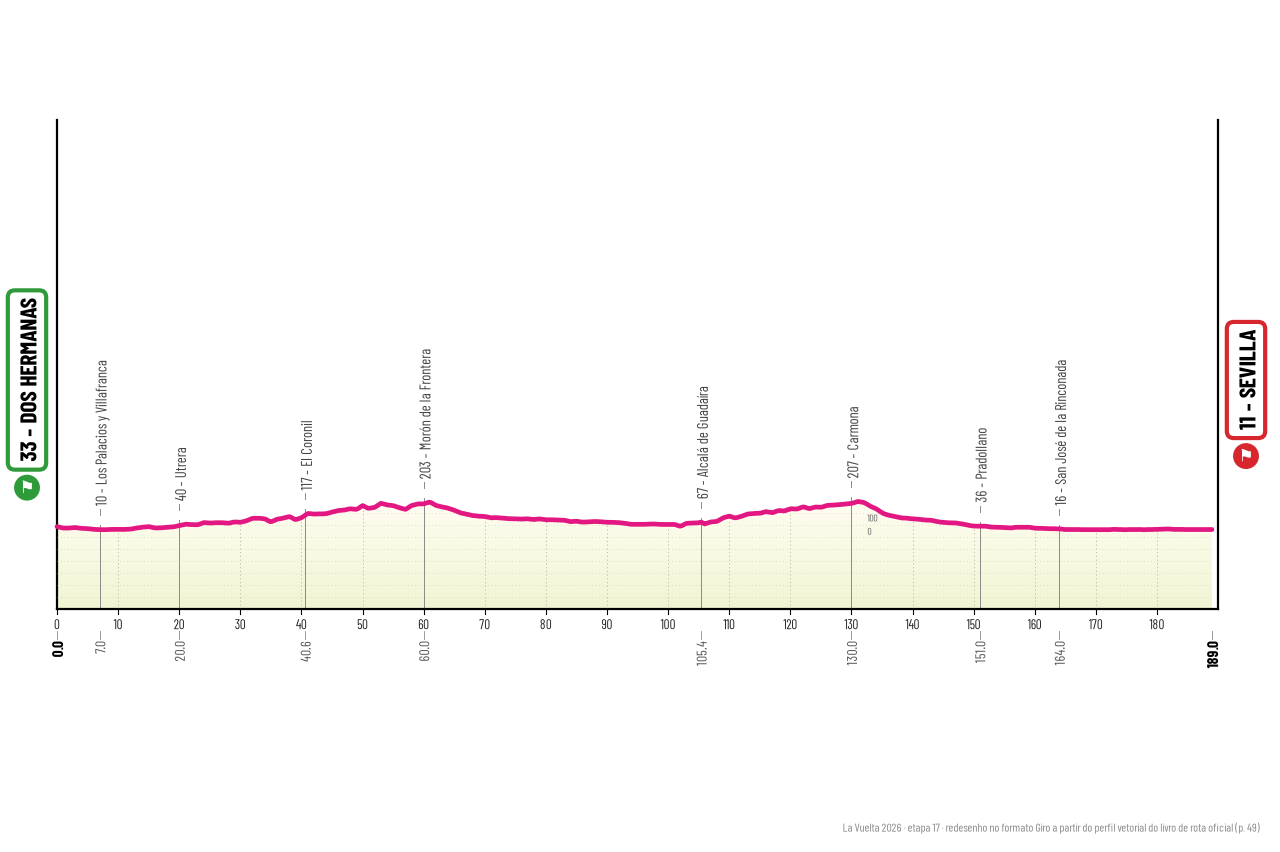 33 - DOS HERMANAS
10 - Los Palacios y Villafranca
40 - Utrera
117 - El Coronil
203 - Morón de la Frontera
67 - Alcalá de Guadaíra
207 - Carmona
36 - Pradollano
16 - San José de la Rinconada
11 - SEVILLA
100
0
0 10 20 30 40 50 60 70 80 90 100 110 120 130 140 150 160 170 180
0.0 7.0 20.0 40.6 60.0 105.4 130.0 151.0 164.0 189.0
La Vuelta 2026 · etapa 17 · redesenho no formato Giro a partir do perfil vetorial do livro de rota oficial (p. 49)